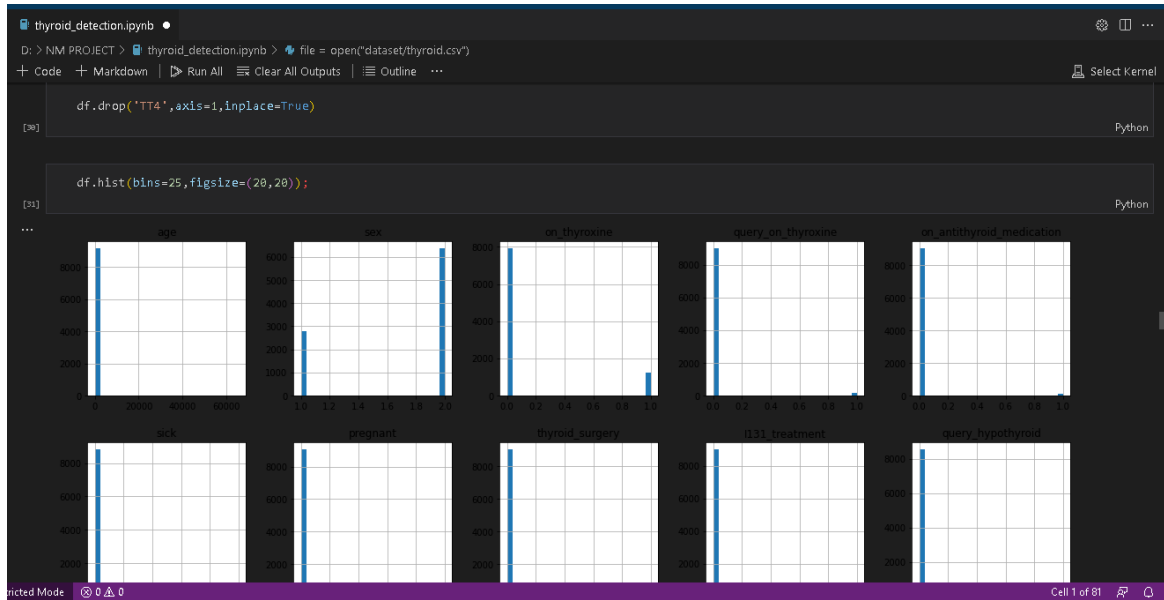 thyroid_detection.ipynb
D: > NM PROJECT > thyroid_detection.ipynb > file = open("dataset/thyroid.csv")
+ Code + Markdown | Run All Clear All Outputs | Outline ... Select Kernel
df.drop('TT4',axis=1,inplace=True)
[30] Python
df.hist(bins=25,figsize=(20,20));
[31] Python
...
age sex on_thyroxine query_on_thyroxine on_antithyroid_medication
8000 6000 4000 2000 0
0 20000 40000 60000
6000 5000 4000 3000 2000 1000 0
1.0 1.2 1.4 1.6 1.8 2.0
8000 6000 4000 2000 0
0.0 0.2 0.4 0.6 0.8 1.0
8000 6000 4000 2000 0
0.0 0.2 0.4 0.6 0.8 1.0
8000 6000 4000 2000 0
0.0 0.2 0.4 0.6 0.8 1.0
sick pregnant thyroid_surgery I131_treatment query_hypothyroid
8000 6000 4000 2000
8000 6000 4000 2000
8000 6000 4000 2000
8000 6000 4000 2000
8000 6000 4000 2000
tricted Mode 0 0 Cell 1 of 81